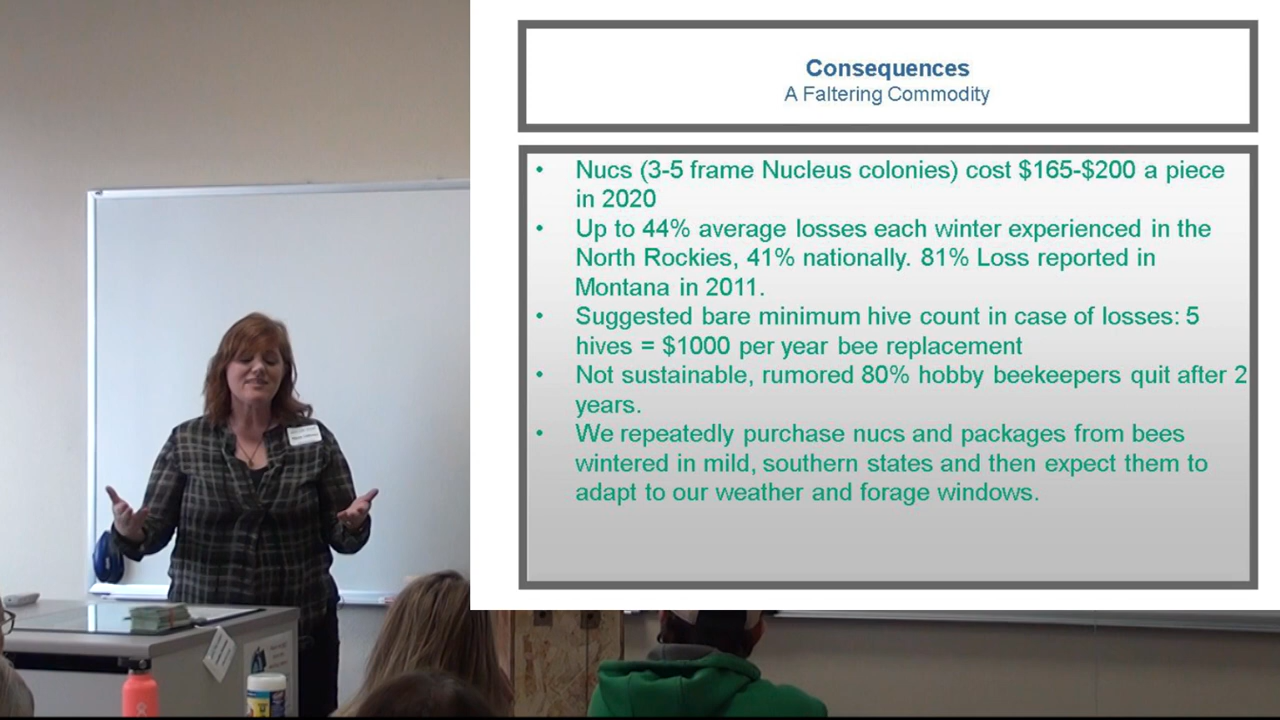 Consequences
A Faltering Commodity
• Nucs (3-5 frame Nucleus colonies) cost $165-$200 a piece
in 2020
• Up to 44% average losses each winter experienced in the
North Rockies, 41% nationally. 81% Loss reported in
Montana in 2011.
• Suggested bare minimum hive count in case of losses: 5
hives = $1000 per year bee replacement
• Not sustainable, rumored 80% hobby beekeepers quit after 2
years.
• We repeatedly purchase nucs and packages from bees
wintered in mild, southern states and then expect them to
adapt to our weather and forage windows.